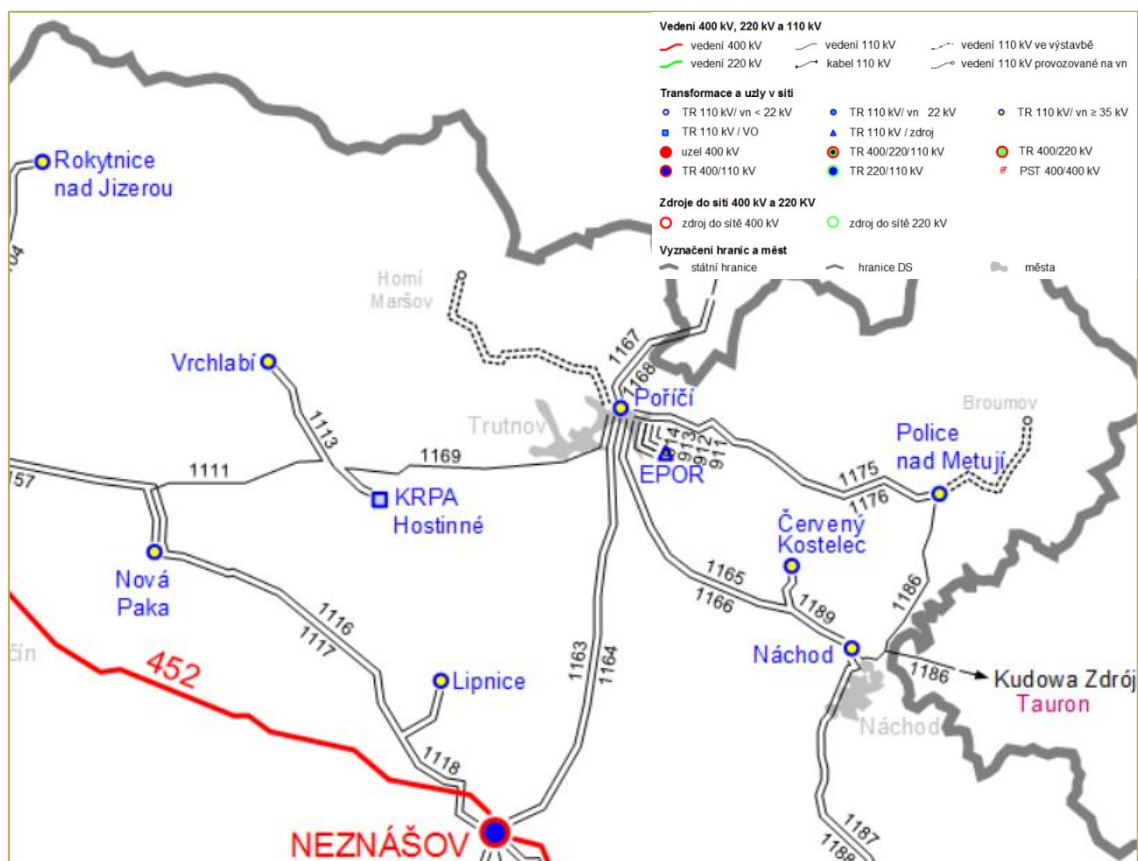 Vedení 400 kV, 220 kV a 110 kV
vedení 400 kV
vedení 110 kV
vedení 110 kV ve výstavbě
vedení 220 kV
kabel 110 kV
vedení 110 kV provozované na vn
Transformace a uzly v síti
TR 110 kV/ vn < 22 kV
TR 110 kV/ vn 22 kV
TR 110 kV/ vn ≥ 35 kV
TR 110 kV / VO
TR 110 kV / zdroj
uzel 400 kV
TR 400/220/110 kV
TR 400/220 kV
TR 400/110 kV
TR 220/110 kV
PST 400/400 kV
Zdroje do sítí 400 kV a 220 KV
zdroj do sítě 400 kV
zdroj do sítě 220 kV
Vyznačení hranic a měst
státní hranice
hranice DS
města
Rokytnice
nad Jizerou
04
Horní
Maršov
1167
1168
Vrchlabí
Poříčí
Trutnov
Broumov
1113
914
913
912
911
EPOR
Police
nad Metují
1169
1111
157
1175
1176
KRPA
Hostinné
Červený
Kostelec
Nová
Paka
1165
1166
1189
1186
1116
1117
1163
1164
Náchod
1186
Kudowa Zdrój
Tauron
čín
452
Lipnice
Náchod
1118
NEZNÁŠOV
1187
1188